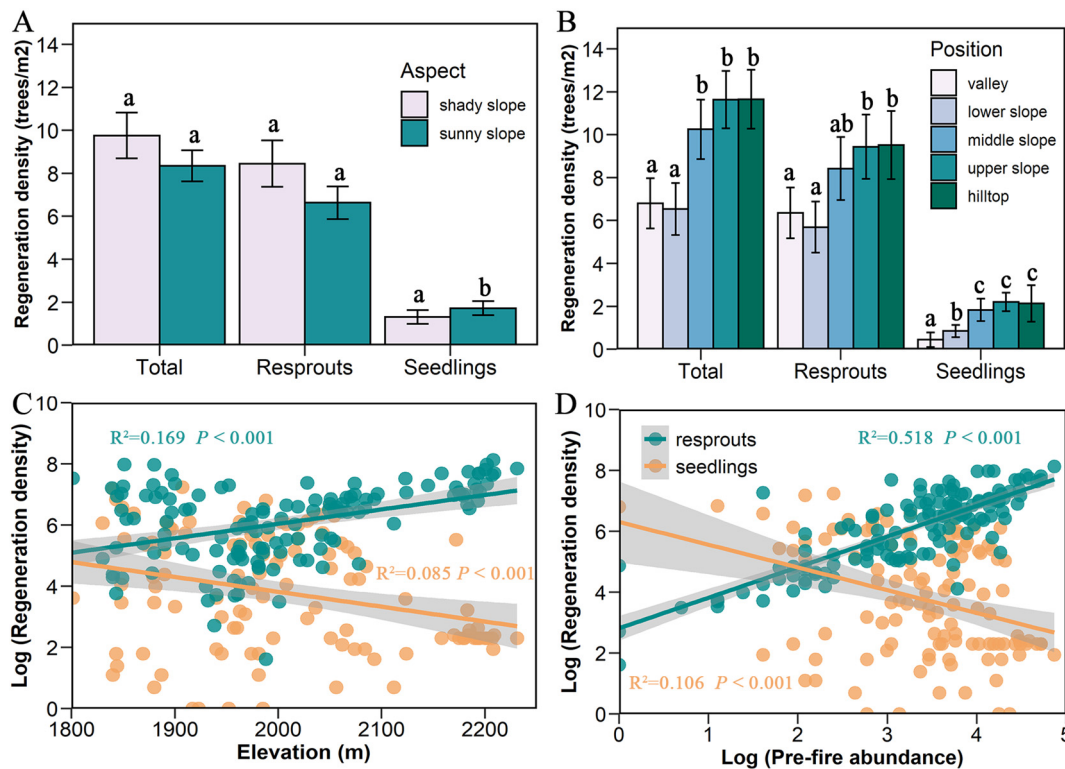 A
Regeneration density (trees/m2)
14
12
10
8
6
4
2
0
a
a
a
a
a
b
Aspect
shady slope
sunny slope
Total
Resprouts
Seedlings
B
Regeneration density (trees/m2)
14
12
10
8
6
4
2
0
a
a
b
b
b
a
a
ab
b
b
a
b
c
c
c
Position
valley
lower slope
middle slope
upper slope
hilltop
Total
Resprouts
Seedlings
C
Log (Regeneration density)
10
8
6
4
2
0
R²=0.169 P < 0.001
R²=0.085 P < 0.001
1800
1900
2000
2100
2200
Elevation (m)
D
Log (Regeneration density)
10
8
6
4
2
0
resprouts
seedlings
R²=0.518 P < 0.001
R²=0.106 P < 0.001
0
1
2
3
4
5
Log (Pre-fire abundance)